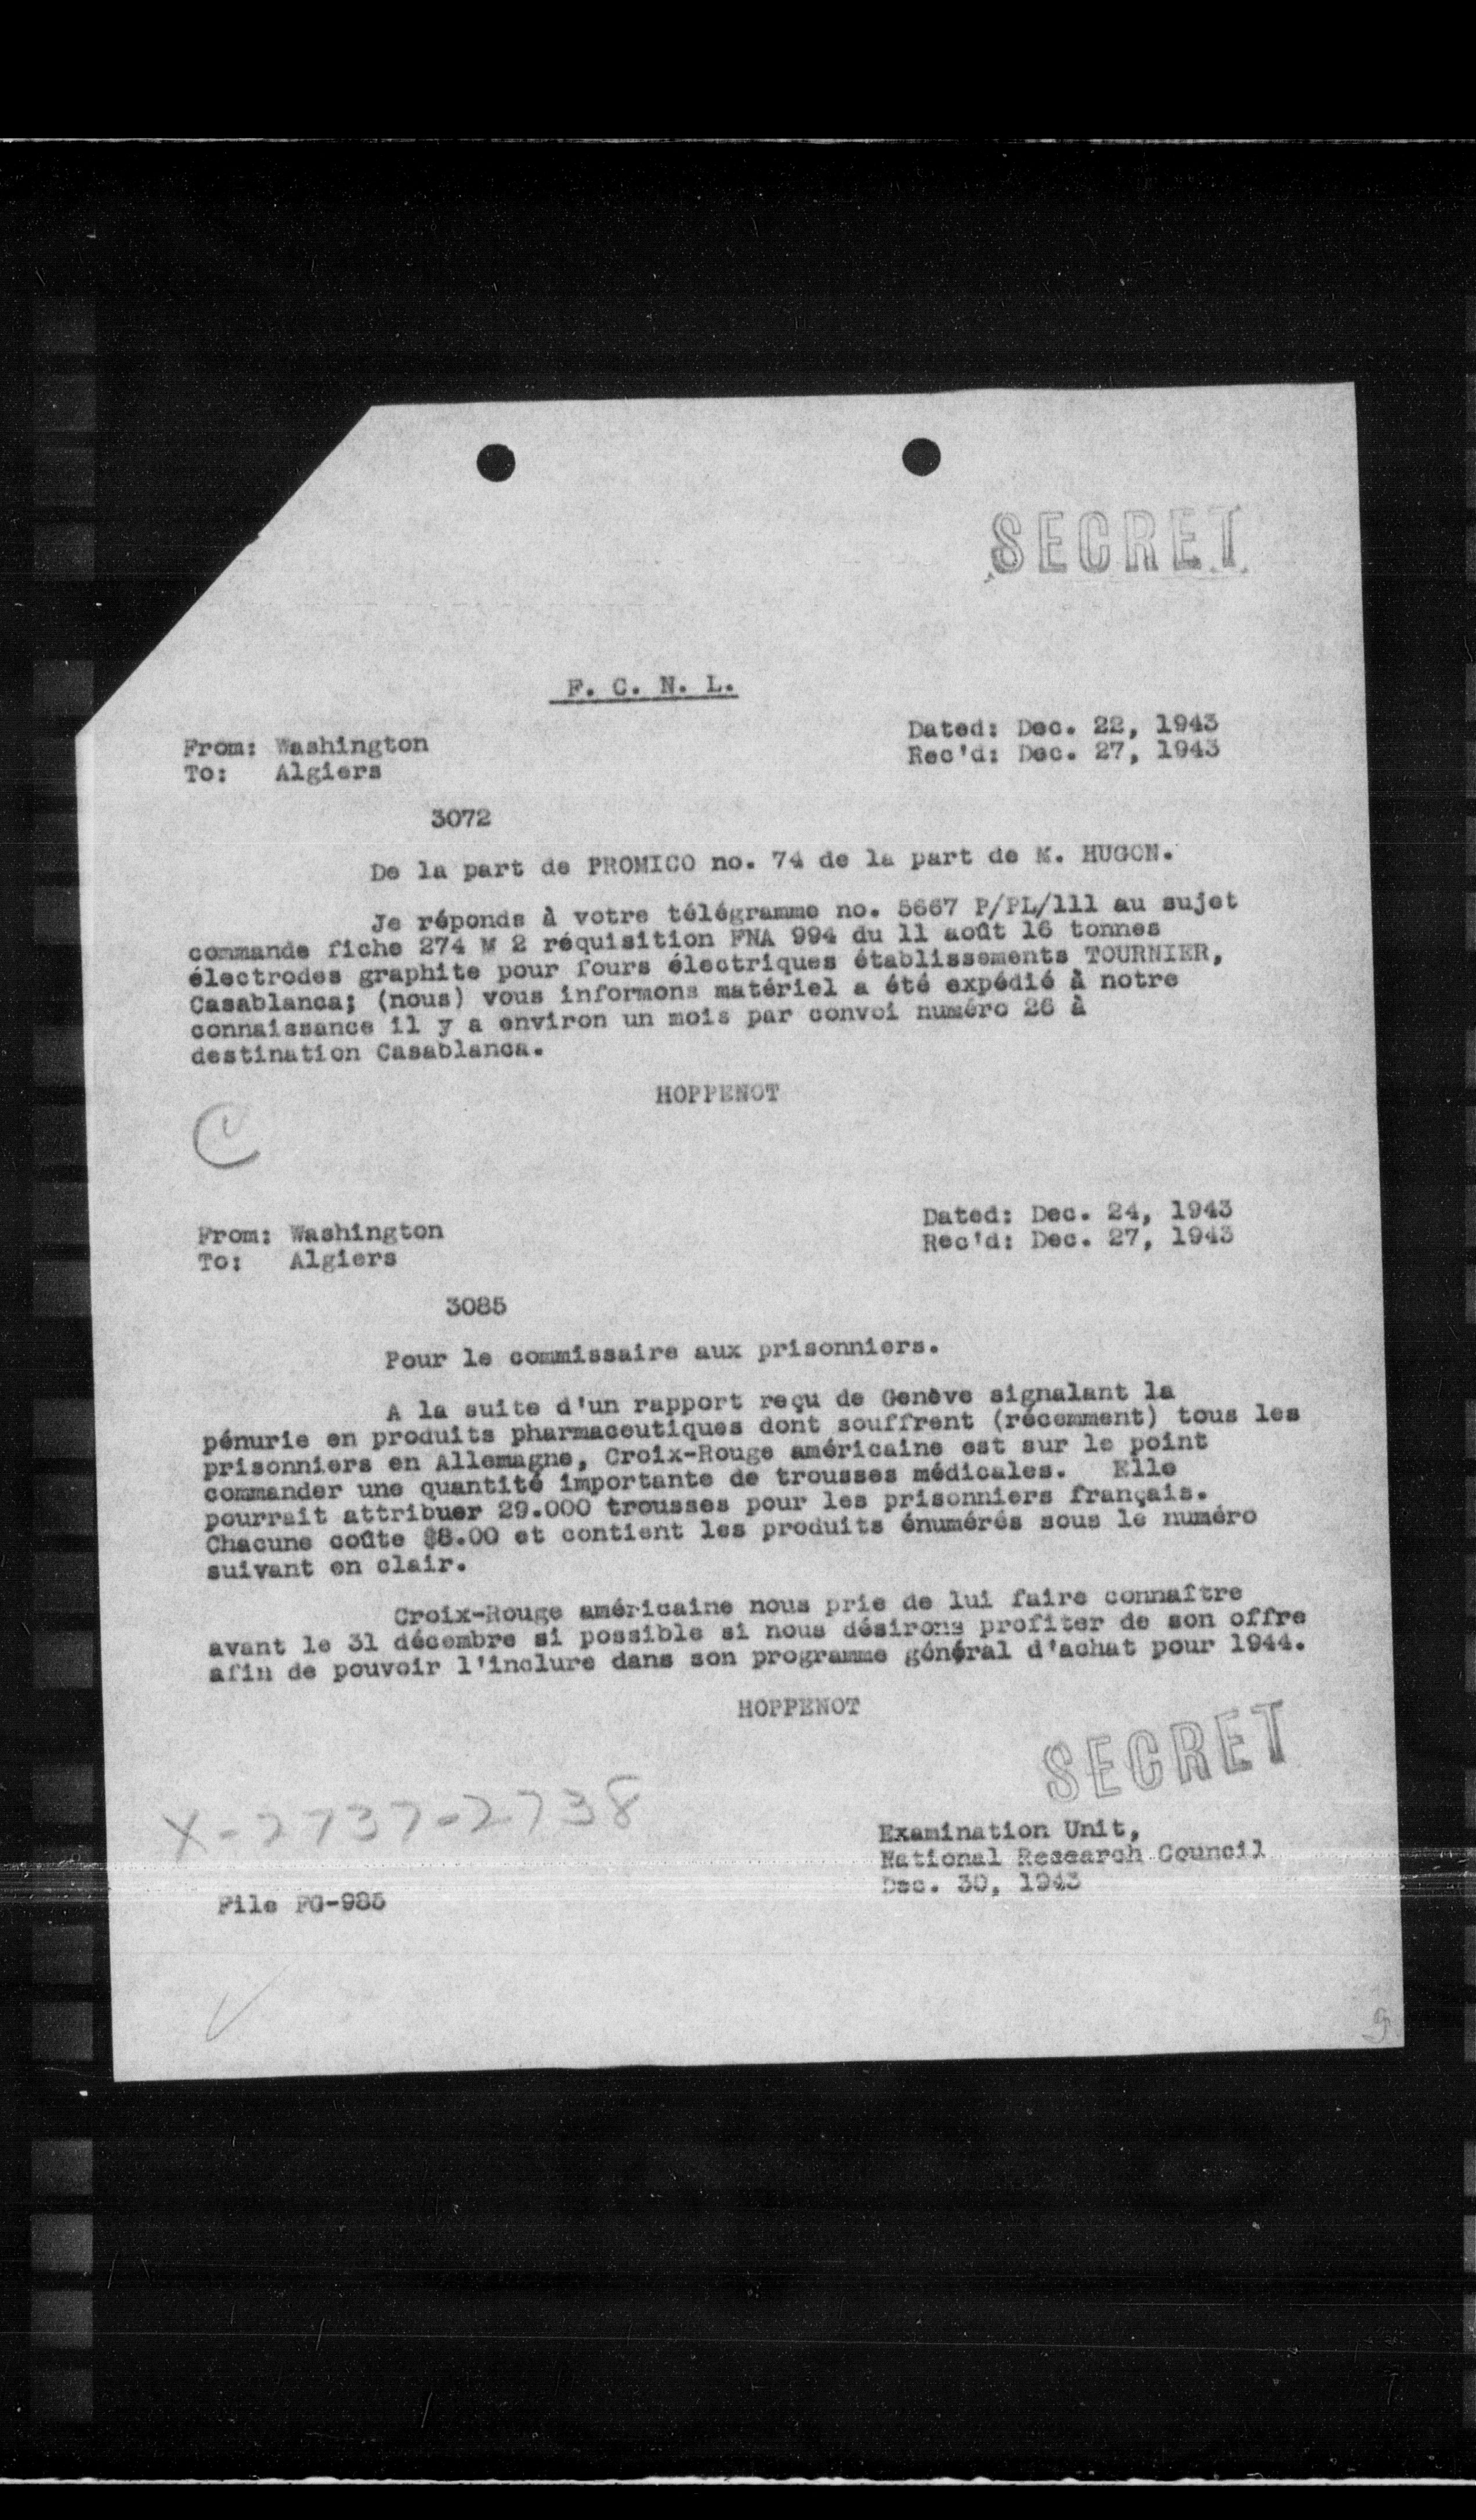 SECRET
F. C. N. L.
From: Washington
To: Algiers
Dated: Dec. 22, 1943
Rec'd: Dec. 27, 1943
3072
De la part de PROMICO no. 74 de la part de M. HUGON.
Je réponds à votre télégramme no. 5667 P/PL/111 au sujet
commande fiche 274 W 2 réquisition FNA 994 du 11 août 16 tonnes
électrodes graphite pour fours électriques établissements TOURNIER,
Casablanca; (nous) vous informons matériel a été expédié à notre
connaissance il y a environ un mois par convoi numéro 26 à
destination Casablanca.
HOPPENOT
C
From: Washington
To: Algiers
Dated: Dec. 24, 1943
Rec'd: Dec. 27, 1943
3085
Pour le commissaire aux prisonniers.
A la suite d'un rapport reçu de Genève signalant la
pénurie en produits pharmaceutiques dont souffrent (récemment) tous les
prisonniers en Allemagne, Croix-Rouge américaine est sur le point
commander une quantité importante de trousses médicales. Elle
pourrait attribuer 29.000 trousses pour les prisonniers français.
Chacune coûte $8.00 et contient les produits énumérés sous le numéro
suivant en clair.
Croix-Rouge américaine nous prie de lui faire connaître
avant le 31 décembre si possible si nous désirons profiter de son offre
afin de pouvoir l'inclure dans son programme général d'achat pour 1944.
HOPPENOT
SECRET
X-2737-2738
Examination Unit,
National Research Council
Dec. 30, 1943
File FG-985